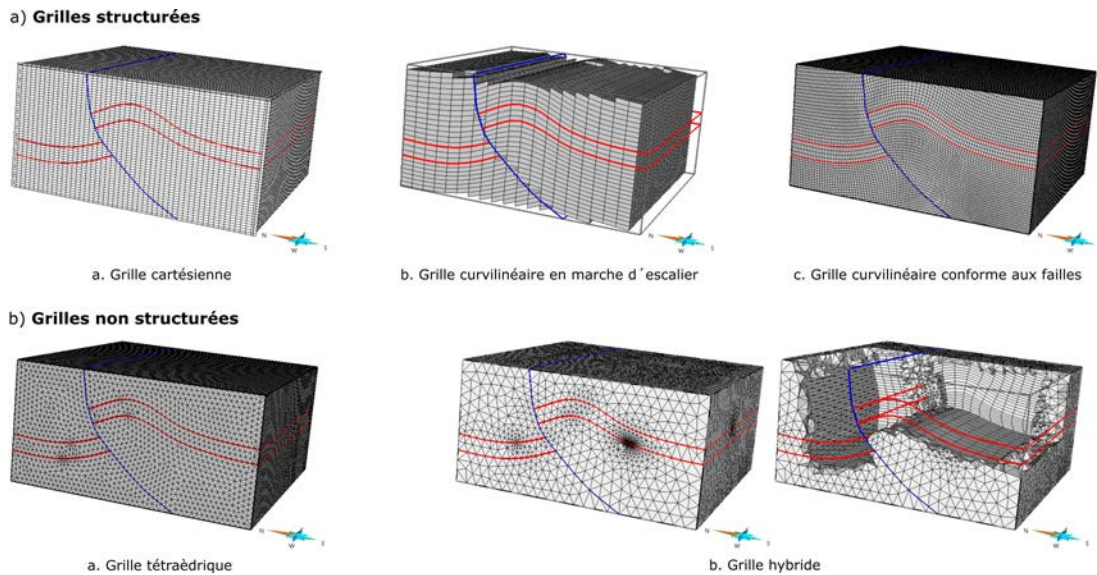 a) Grilles structurées
N
W
S
N
W
S
N
W
S
a. Grille cartésienne
b. Grille curvilinéaire en marche d´escalier
c. Grille curvilinéaire conforme aux failles
b) Grilles non structurées
N
W
S
N
W
S
N
W
S
a. Grille tétraèdrique
b. Grille hybride